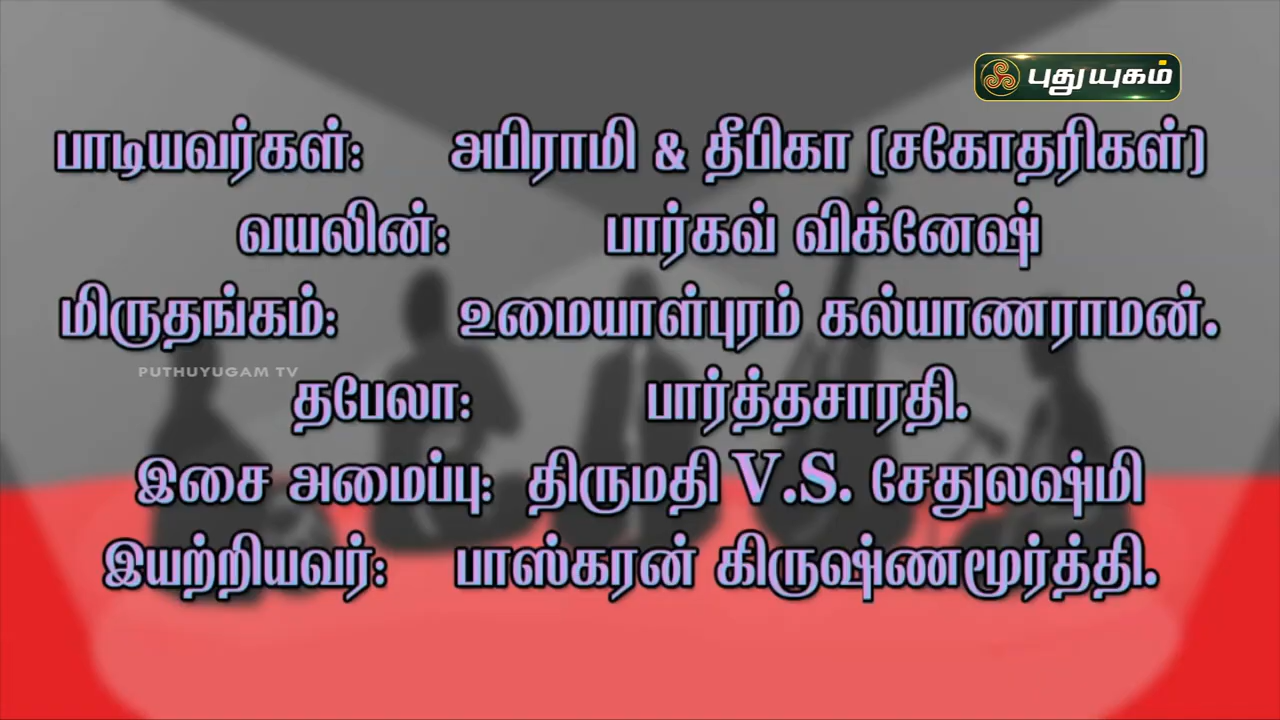 புதுயுகம்
பாடியவர்கள்: அபிராமி & தீபிகா (சகோதரிகள்)
வயலின்: பார்கவ் விக்னேஷ்
மிருதங்கம்: உமையாள்புரம் கல்யாணராமன்.
PUTHUYUGAM TV
தபேலா: பார்த்தசாரதி.
இசை அமைப்பு: திருமதி V.S. சேதுலஷ்மி
இயற்றியவர்: பாஸ்கரன் கிருஷ்ணமூர்த்தி.